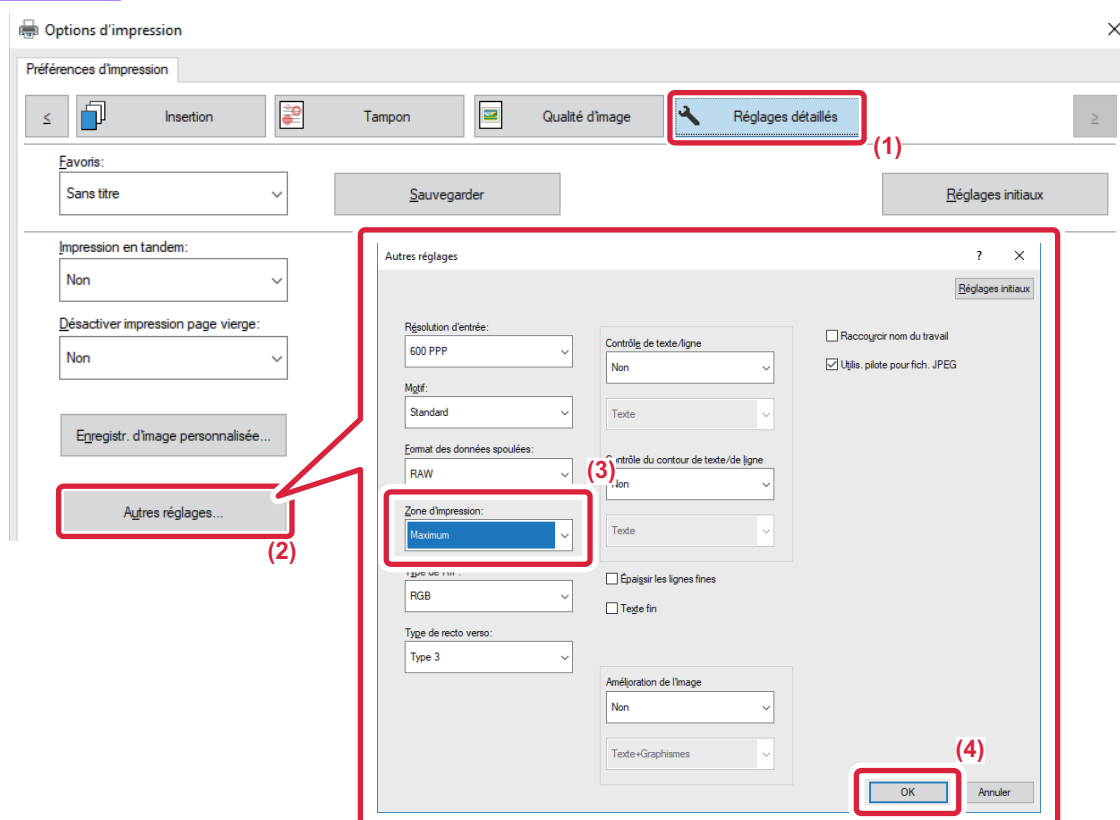 Options d'impression
Préférences d'impression
<
Insertion
Tampon
Qualité d'image
Réglages détaillés
>
(1)
Favoris:
Sans titre
Sauvegarder
Réglages initiaux
Impression en tandem:
Non
Désactiver impression page vierge:
Non
Enregistr. d'image personnalisée...
Autres réglages...
(2)
Autres réglages
?
Réglages initiaux
Résolution d'entrée:
600 PPP
Motif:
Standard
Format des données spoulées:
RAW
(3)
Zone d'impression:
Maximum
RGB
Type de recto verso:
Type 3
Contrôle de texte/ligne
Non
Texte
ntrôle du contour de texte/de ligne
Non
Texte
Épaissir les lignes fines
Texte fin
Amélioration de l'image
Non
Texte+Graphismes
Raccourcir nom du travail
Utilis. pilote pour fich. JPEG
(4)
OK
Annuler